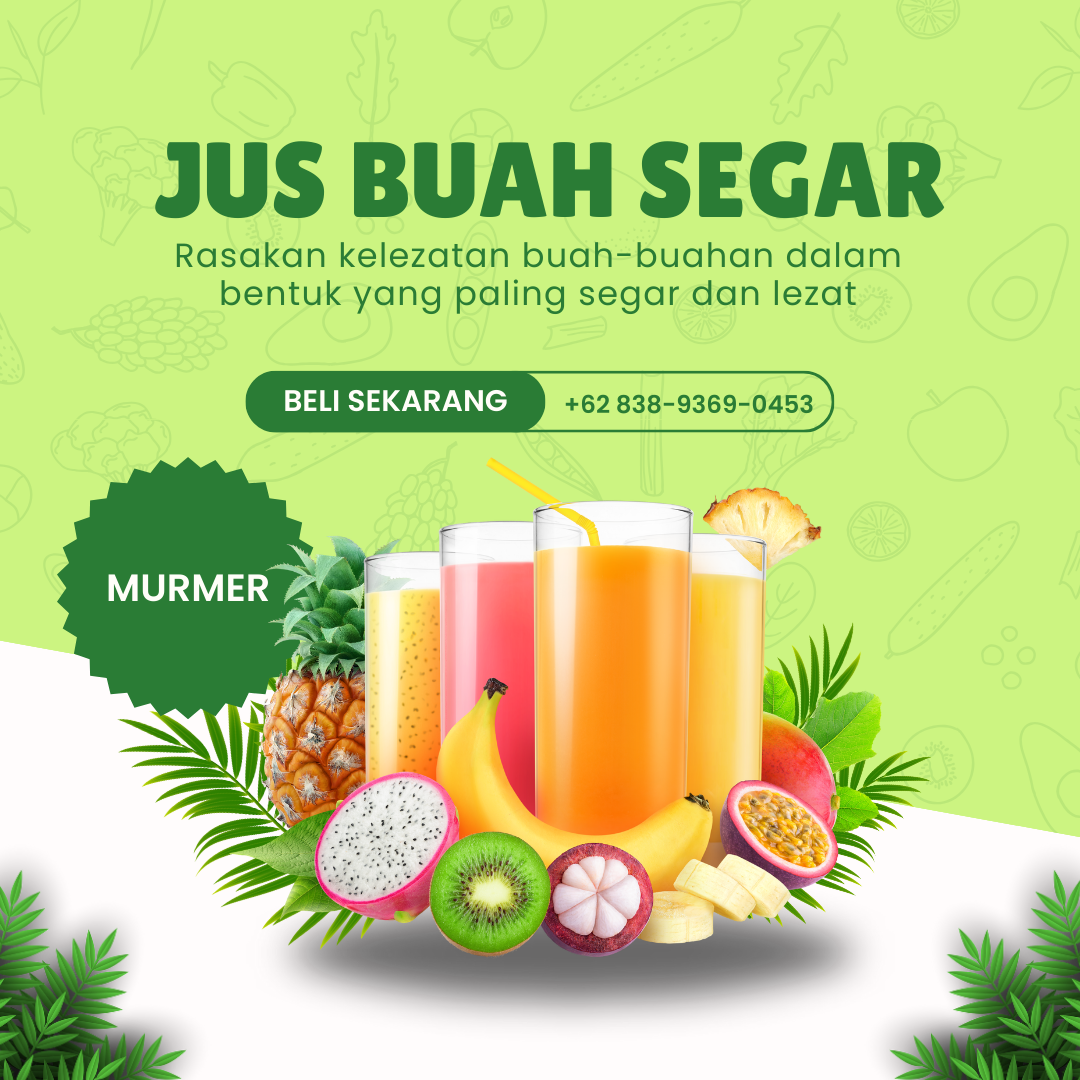 JUS BUAH SEGAR
Rasakan kelezatan buah-buahan dalam
bentuk yang paling segar dan lezat
BELI SEKARANG
+62 838-9369-0453
MURMER